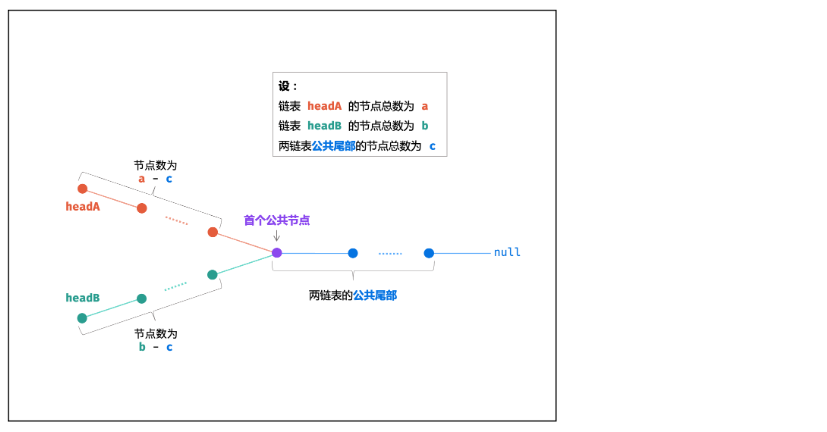 设：
链表 headA 的节点总数为 a
链表 headB 的节点总数为 b
两链表公共尾部的节点总数为 c
节点数为
a - c
headA
首个公共节点
null
headB
两链表的公共尾部
节点数为
b - c